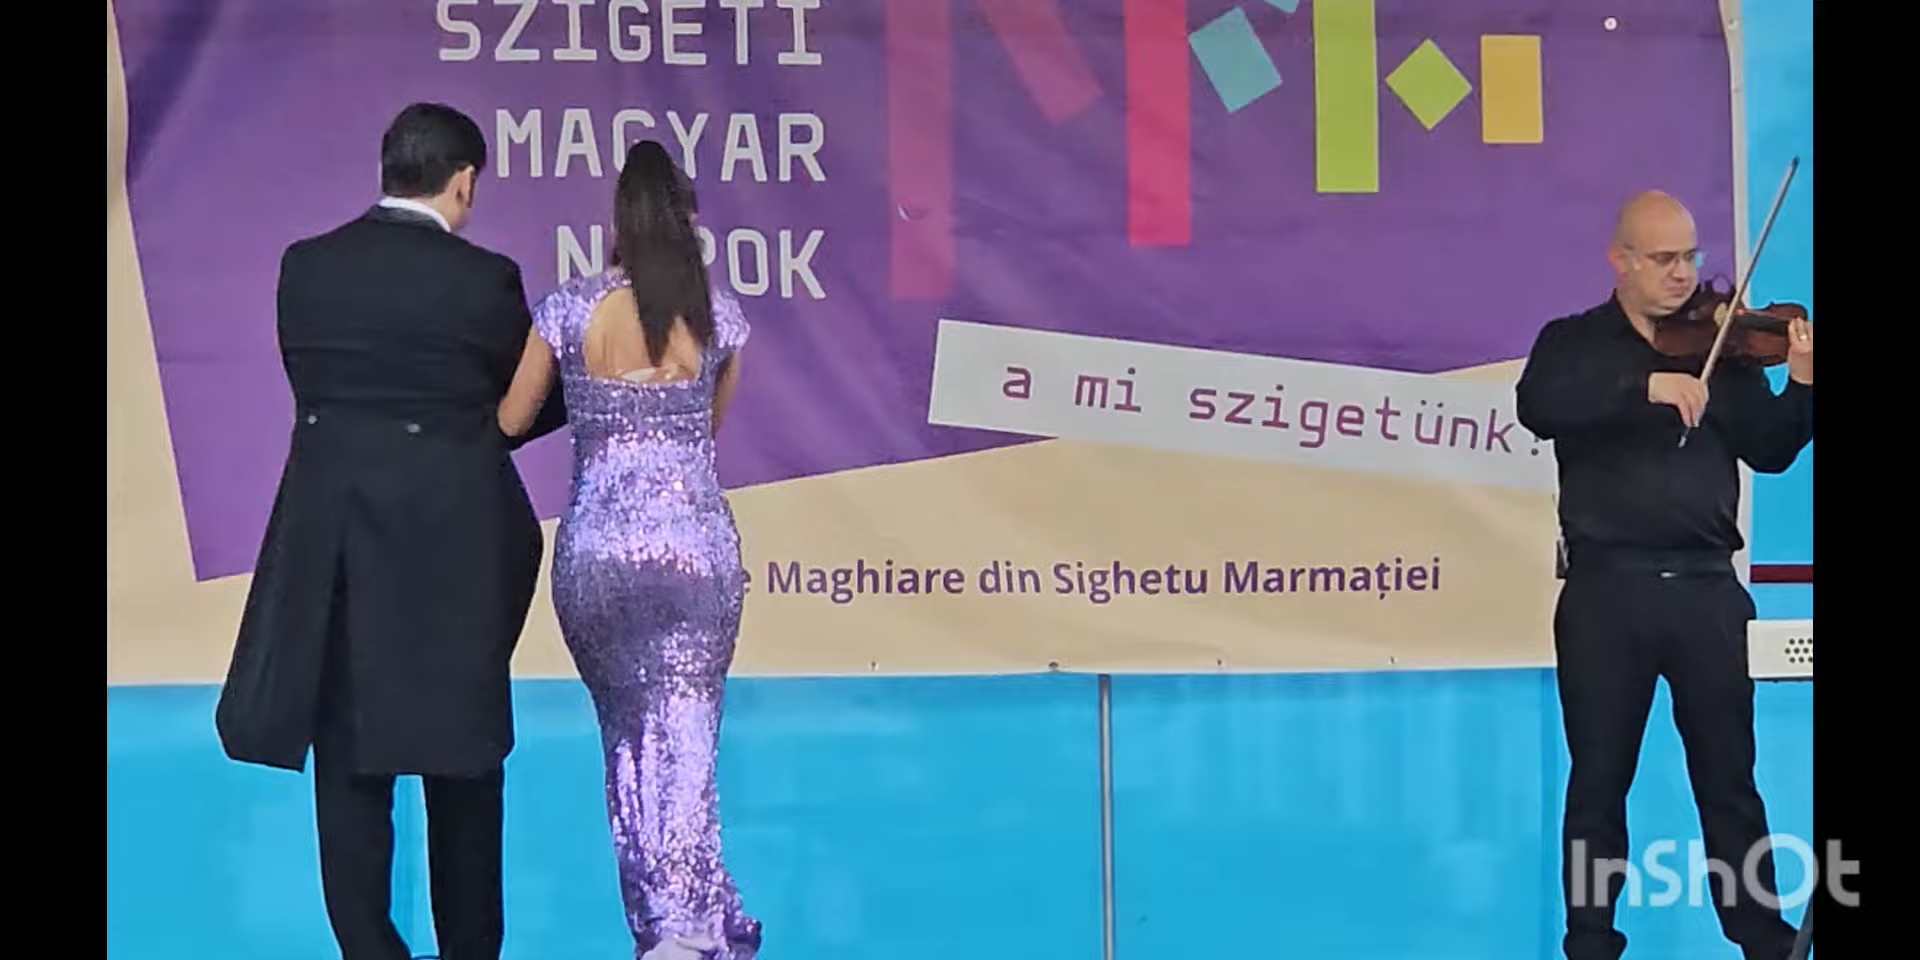 SZIGETI
MAGYAR
a mi szigetünk!
Maghiare din Sighetu Marmației
InShOt